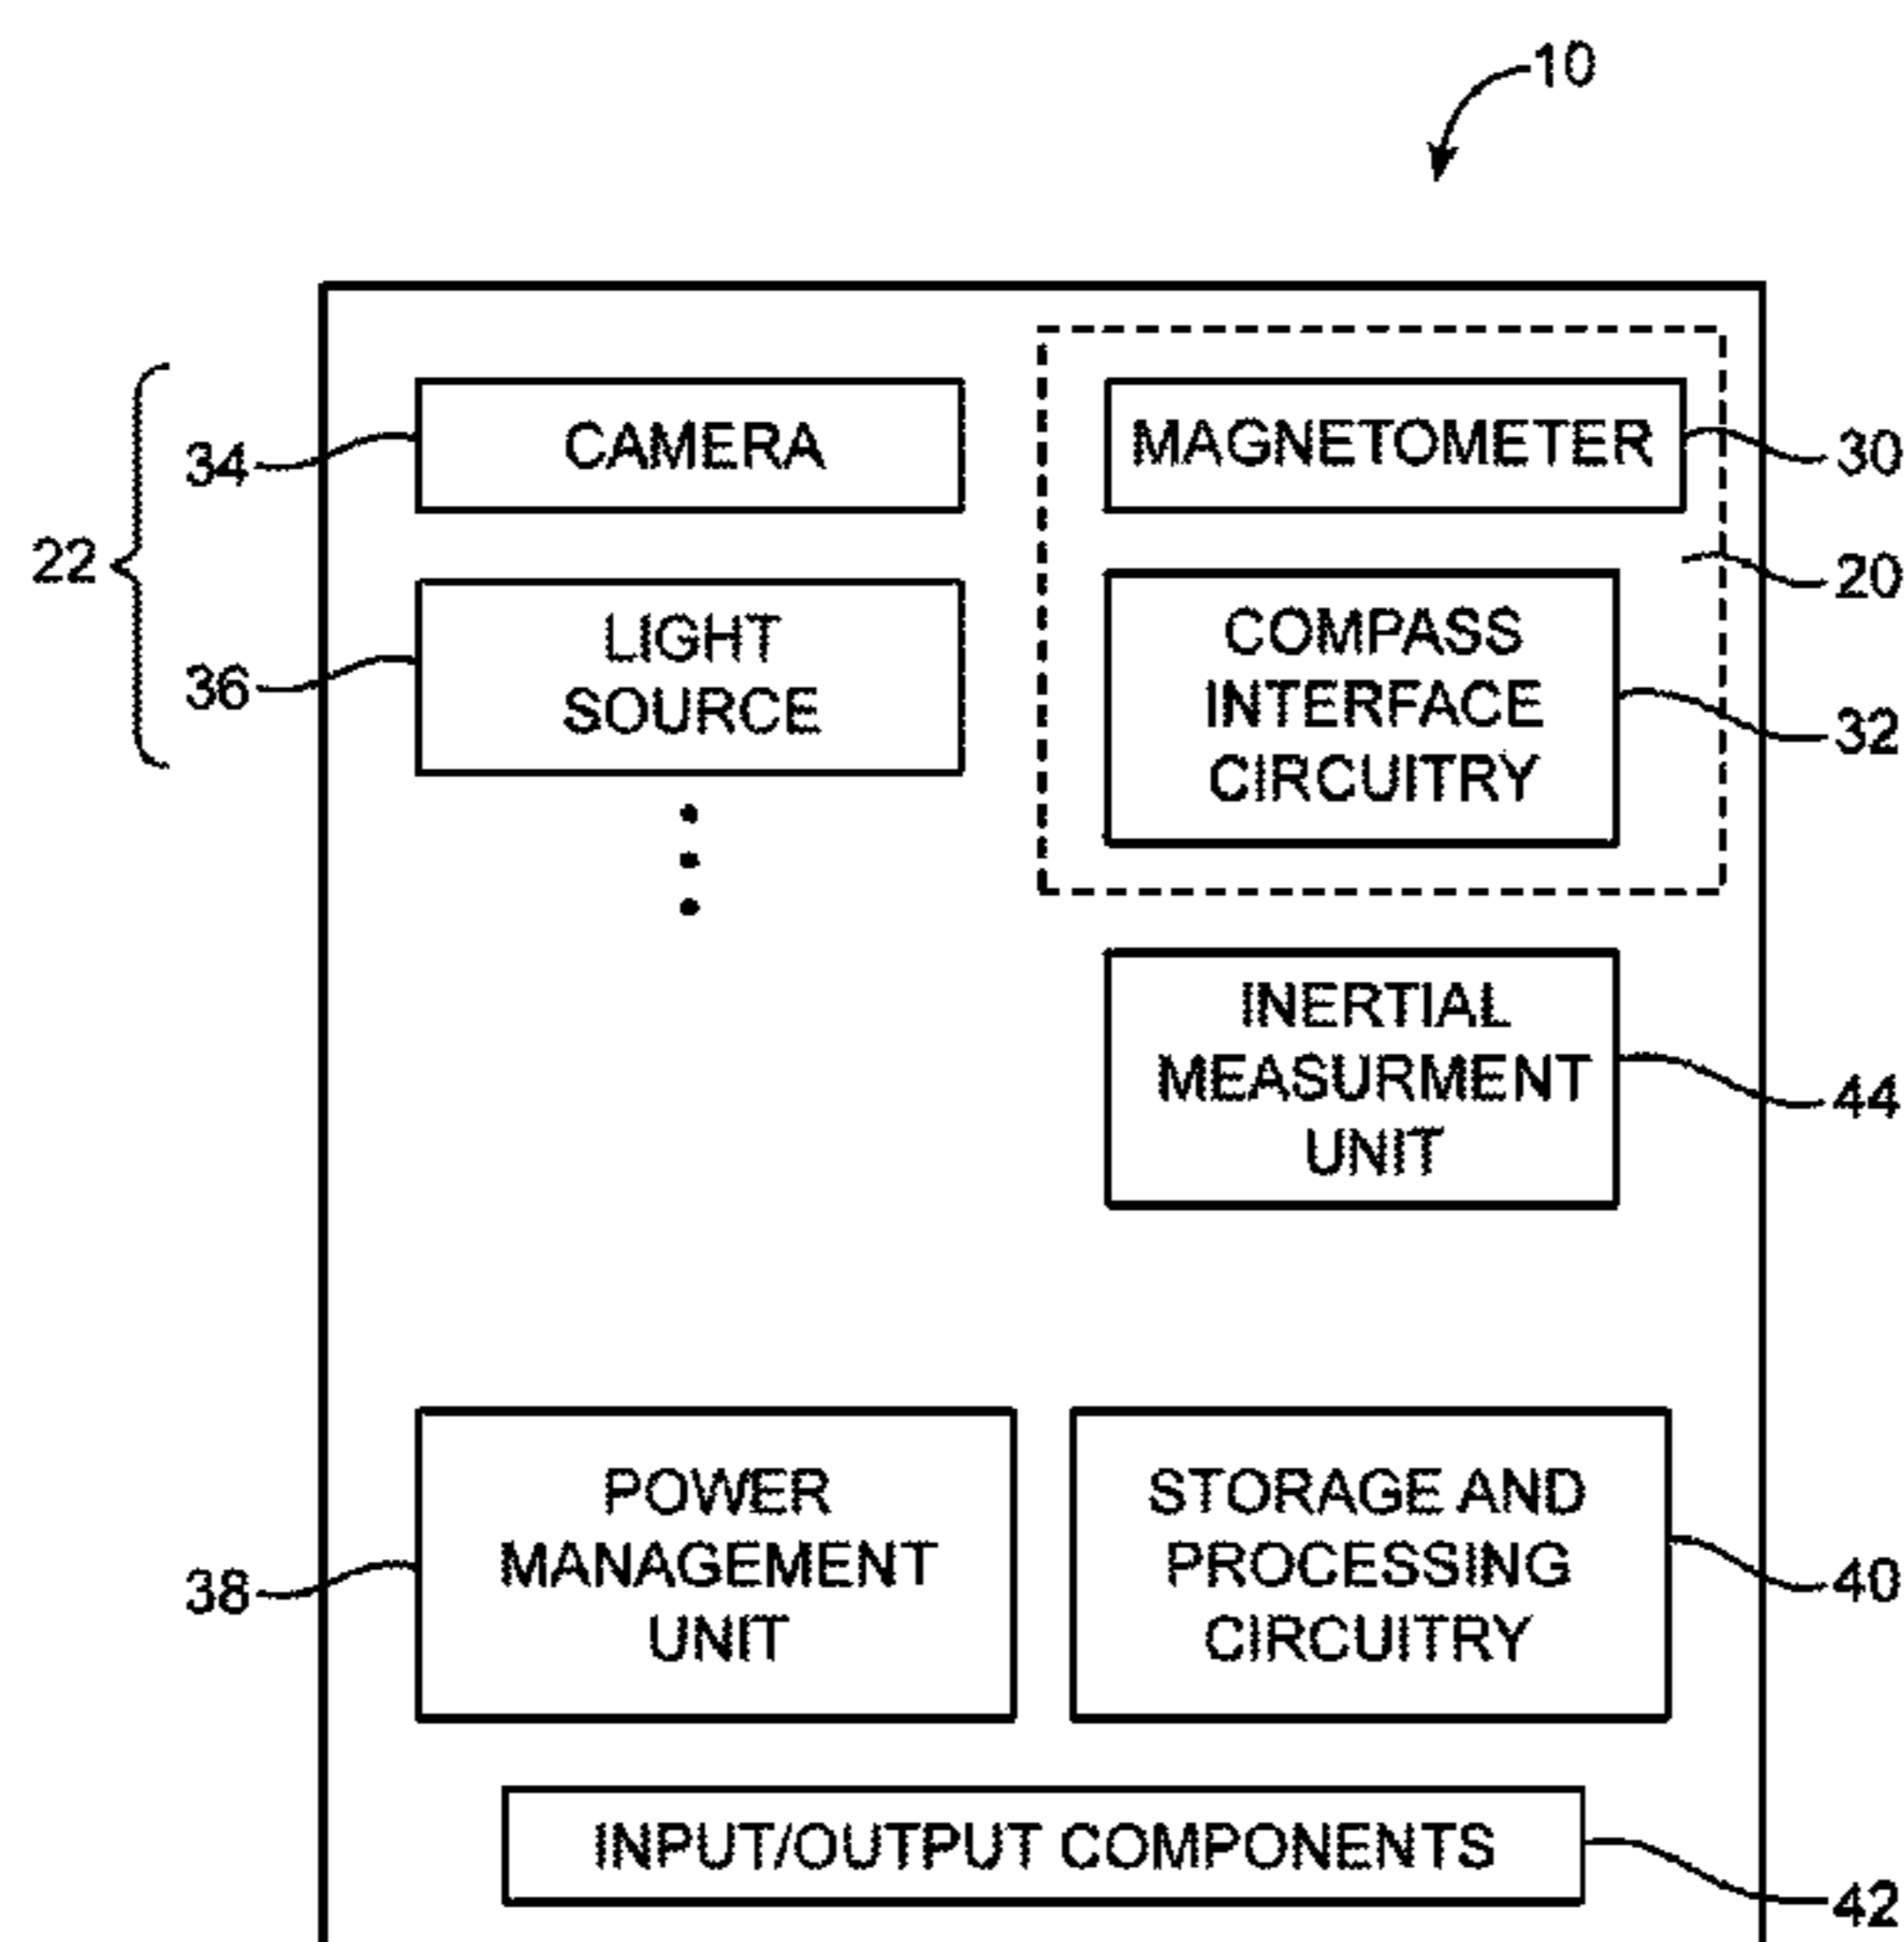 10
CAMERA
34
MAGNETOMETER
30
22
20
LIGHT
SOURCE
36
COMPASS
INTERFACE
CIRCUITRY
32
INERTIAL
MEASURMENT
UNIT
44
POWER
MANAGEMENT
UNIT
38
STORAGE AND
PROCESSING
CIRCUITRY
40
INPUT/OUTPUT COMPONENTS
42